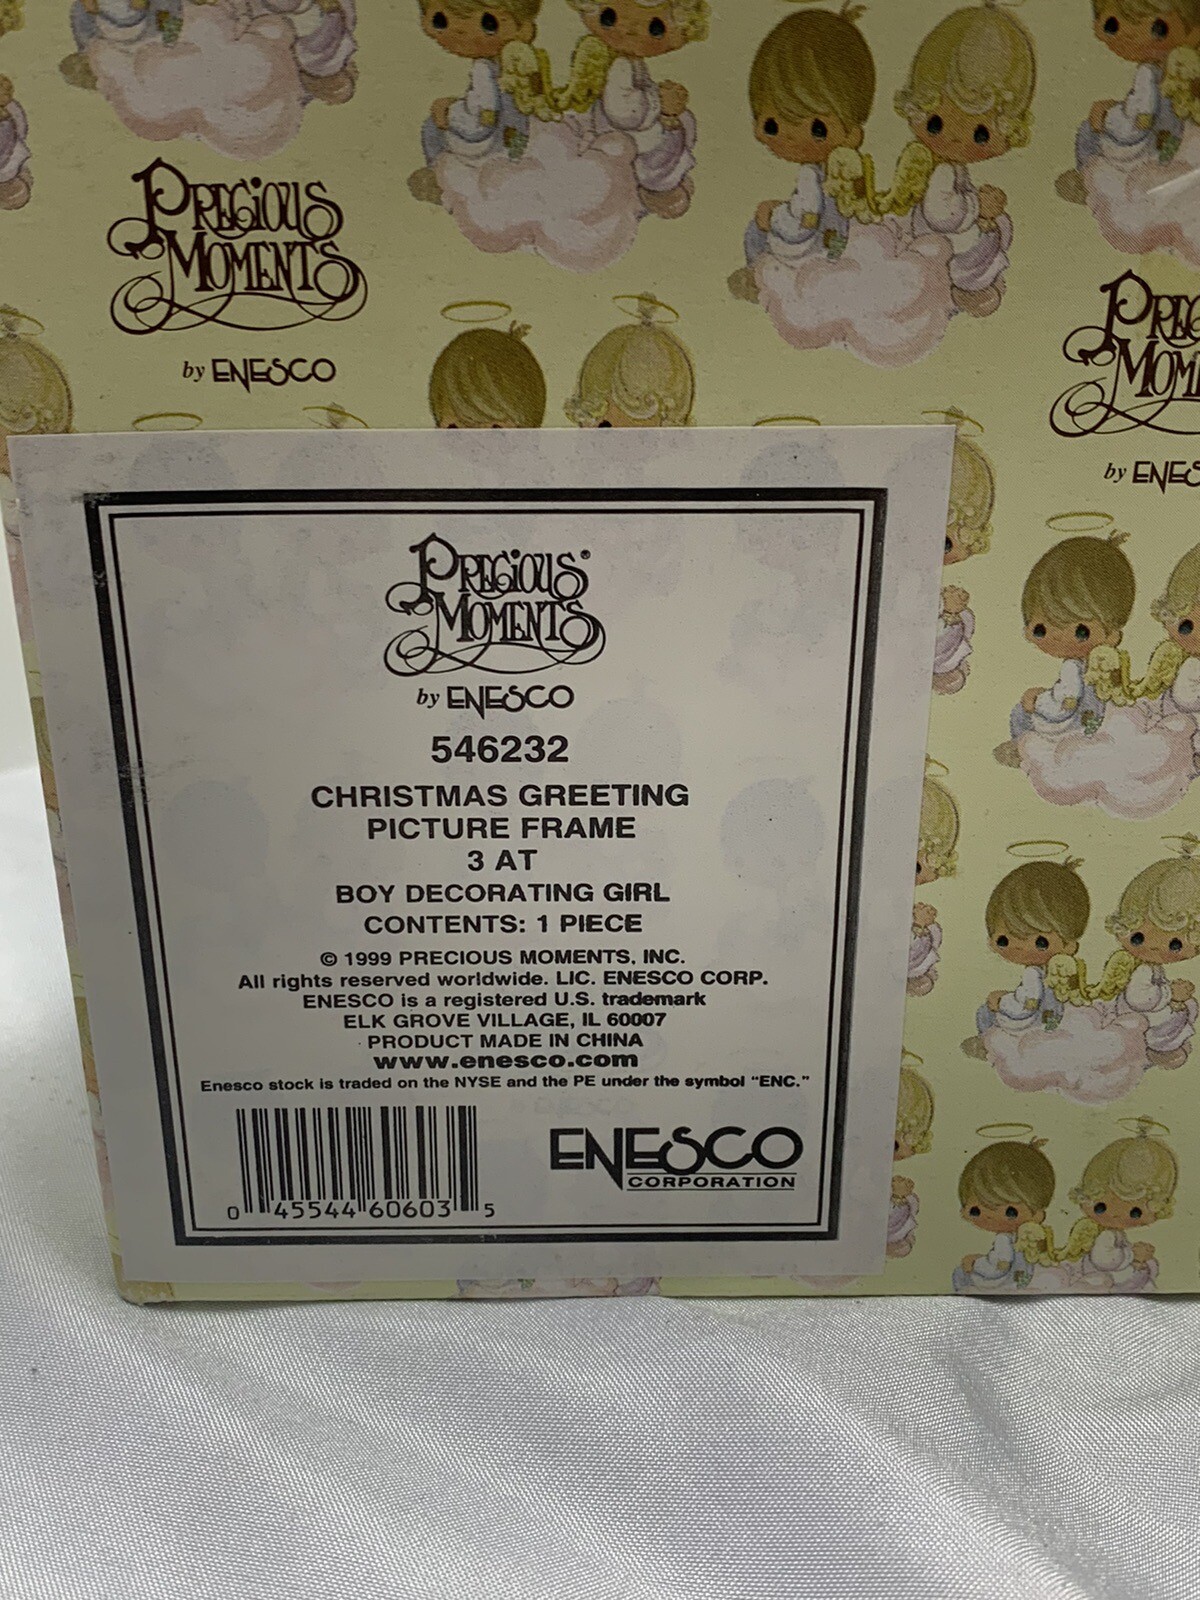 PRECIOUS
MOMENTS
by ENESCO
PRECIOUS®
MOMENTS
by ENESCO
546232
CHRISTMAS GREETING
PICTURE FRAME
3 AT
BOY DECORATING GIRL
CONTENTS: 1 PIECE
© 1999 PRECIOUS MOMENTS, INC.
All rights reserved worldwide. LIC. ENESCO CORP.
ENESCO is a registered U.S. trademark
ELK GROVE VILLAGE, IL 60007
PRODUCT MADE IN CHINA
www.enesco.com
Enesco stock is traded on the NYSE and the PE under the symbol "ENC."
0 45544 60603 5
ENESCO
CORPORATION
PREC
MOM
by ENES